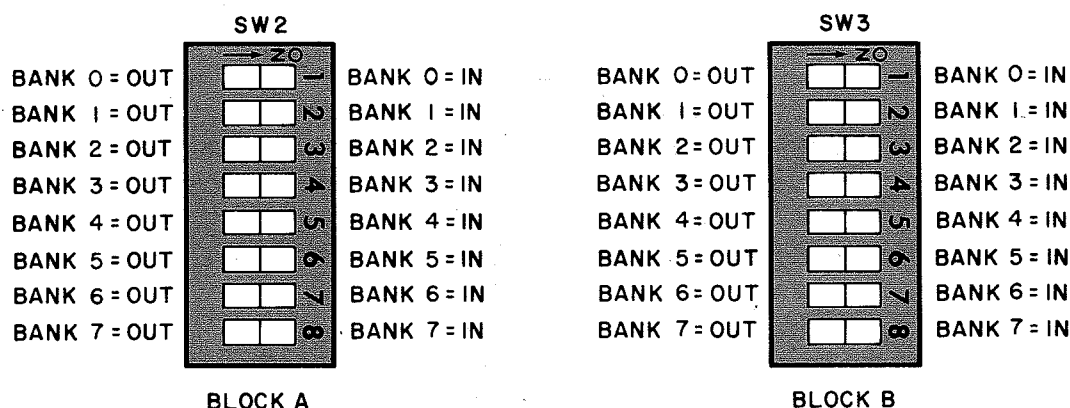 SW2 SW3
ON ON
BANK 0 = OUT 1 BANK 0 = IN BANK 0 = OUT 1 BANK 0 = IN
BANK 1 = OUT 2 BANK 1 = IN BANK 1 = OUT 2 BANK 1 = IN
BANK 2 = OUT 3 BANK 2 = IN BANK 2 = OUT 3 BANK 2 = IN
BANK 3 = OUT 4 BANK 3 = IN BANK 3 = OUT 4 BANK 3 = IN
BANK 4 = OUT 5 BANK 4 = IN BANK 4 = OUT 5 BANK 4 = IN
BANK 5 = OUT 6 BANK 5 = IN BANK 5 = OUT 6 BANK 5 = IN
BANK 6 = OUT 7 BANK 6 = IN BANK 6 = OUT 7 BANK 6 = IN
BANK 7 = OUT 8 BANK 7 = IN BANK 7 = OUT 8 BANK 7 = IN
BLOCK A BLOCK B